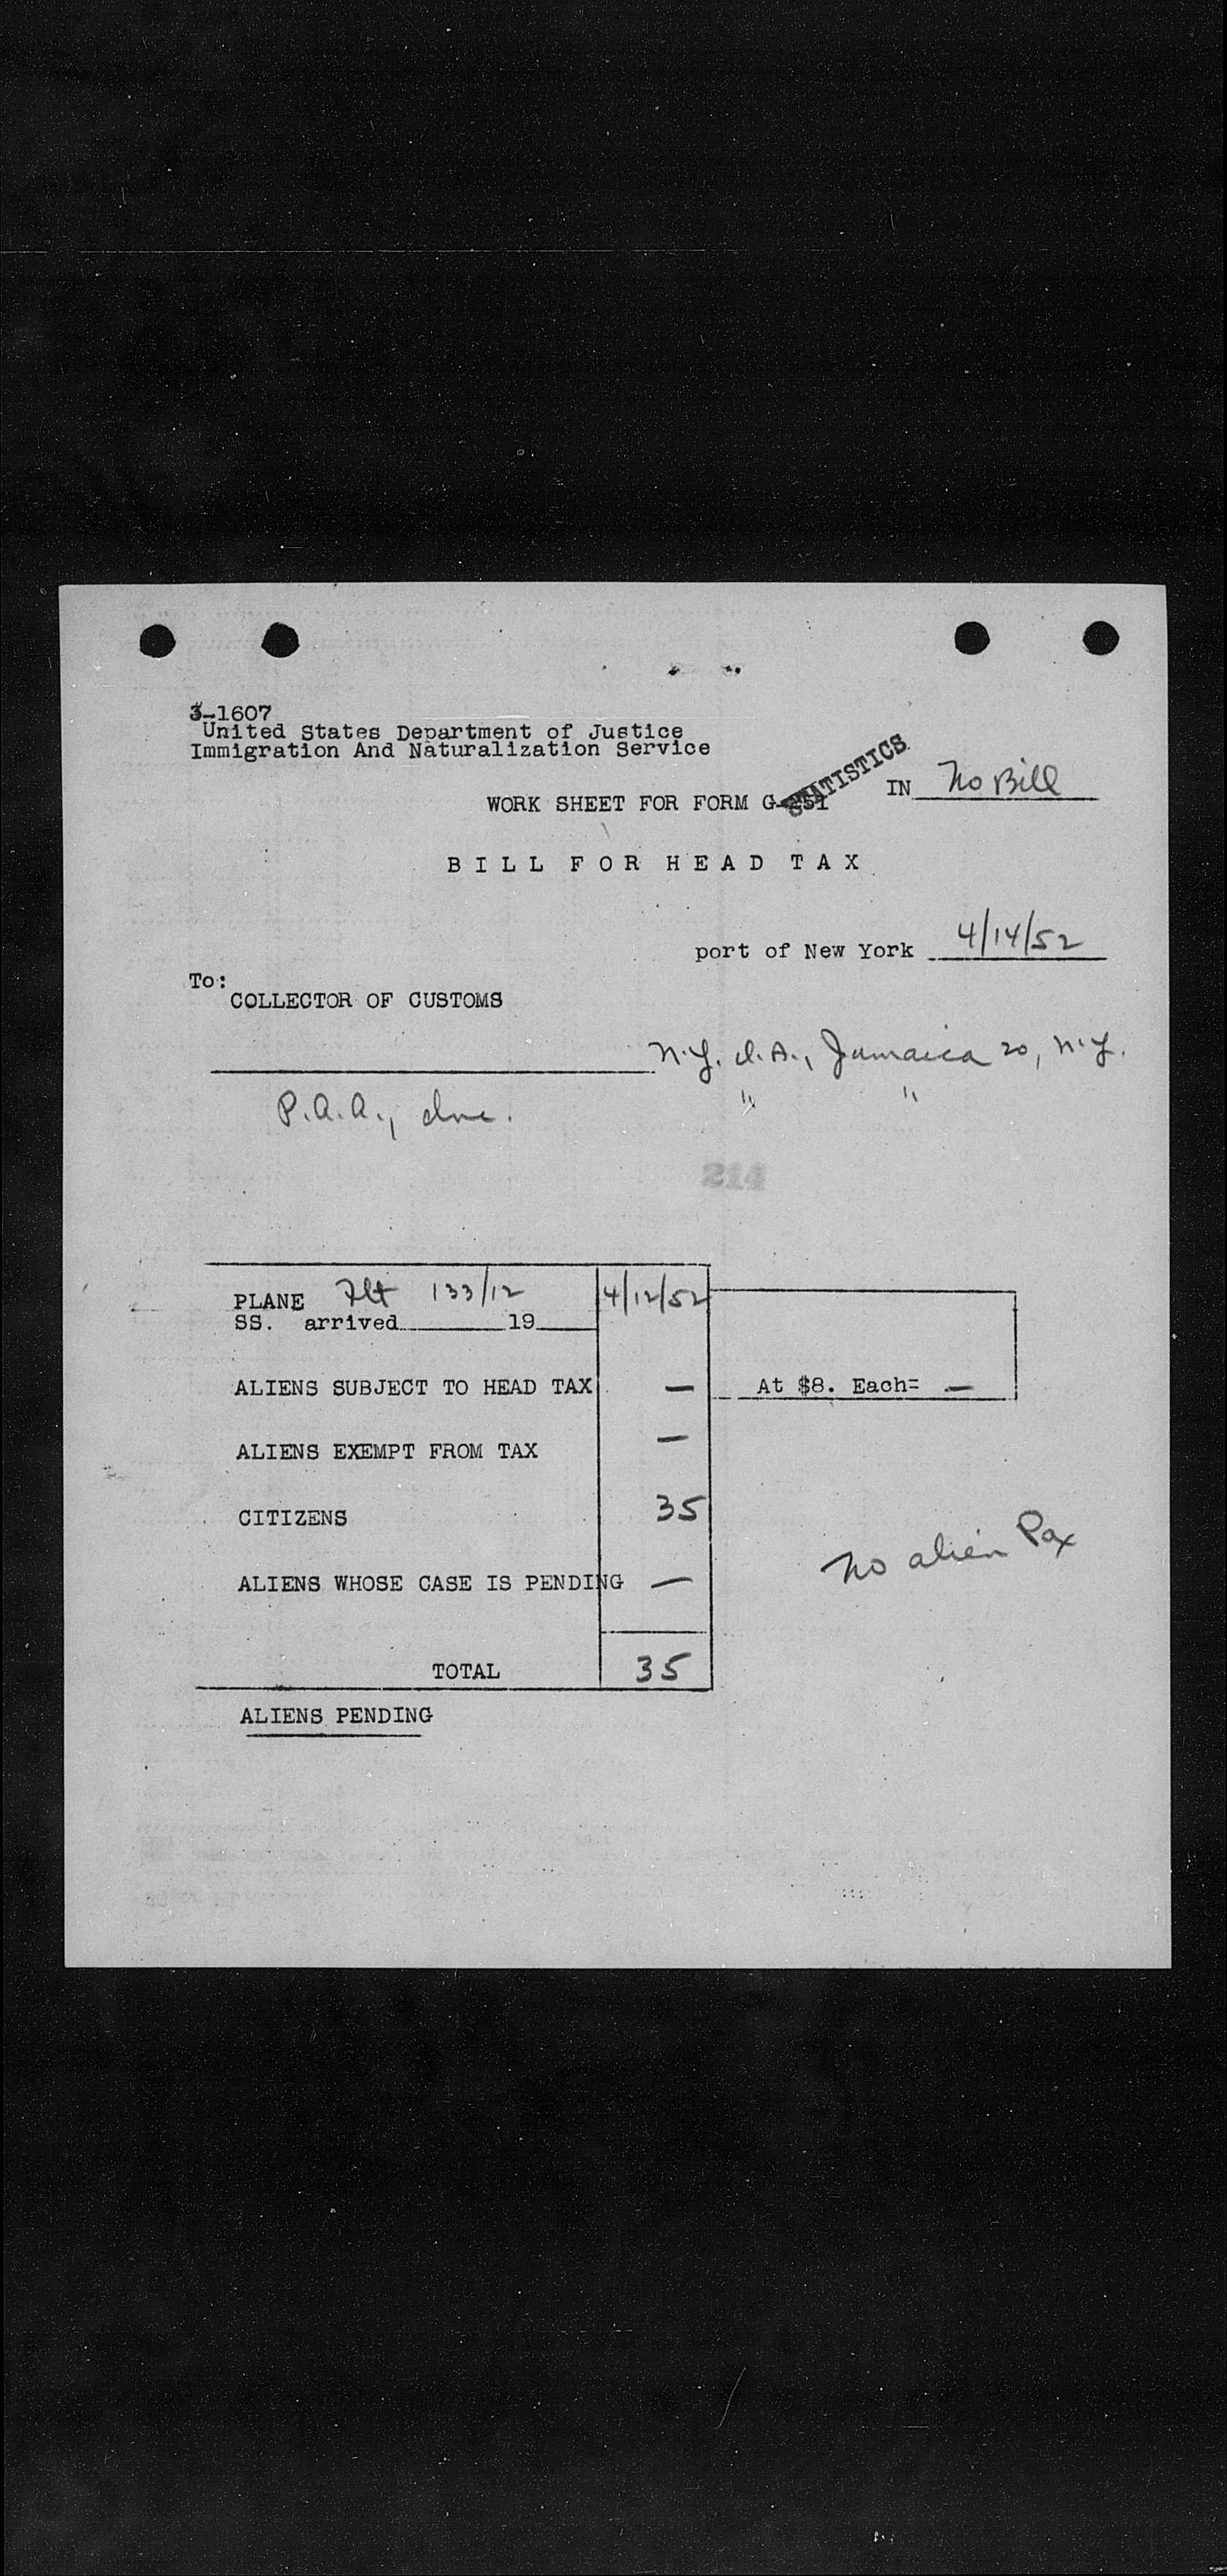 3-1607
United States Department of Justice
Immigration And Naturalization Service
STATISTICS
WORK SHEET FOR FORM G-
IN No Bill
BILL FOR HEAD TAX
port of New York 4/14/52
To:
COLLECTOR OF CUSTOMS
N.Y. I.A., Jamaica 20, N.Y.
P.A.A., Inc. " "
214
PLANE Flt 133/12 4/12/52
SS. arrived 19
ALIENS SUBJECT TO HEAD TAX — At $8. Each= —
ALIENS EXEMPT FROM TAX —
CITIZENS 35
No alien Pax
ALIENS WHOSE CASE IS PENDING —
TOTAL 35
ALIENS PENDING